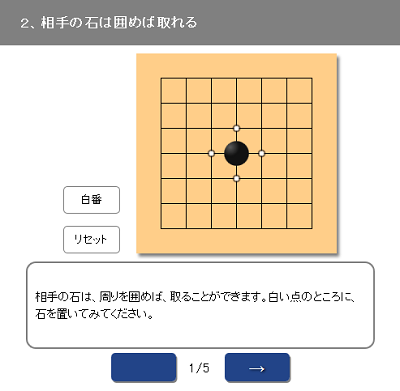 2、相手の石は囲めば取れる
白番
リセット
相手の石は、周りを囲めば、取ることができます。白い点のところに、
石を置いてみてください。
1/5
→